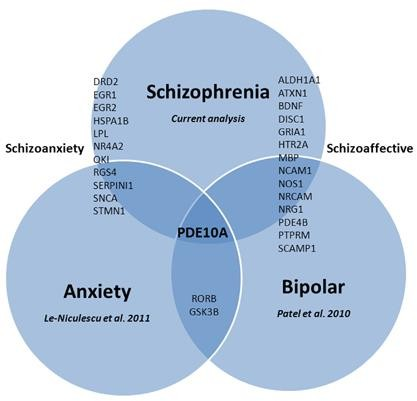 Schizophrenia
Current analysis
DRD2
EGR1
EGR2
HSPA1B
LPL
NR4A2
QKI
RGS4
SERPINI1
SNCA
STMN1
ALDH1A1
ATXN1
BDNF
DISC1
GRIA1
HTR2A
MBP
NCAM1
NOS1
NRCAM
NRG1
PDE4B
PTPRM
SCAMP1
Schizoanxiety
Schizoaffective
PDE10A
Anxiety
Le-Niculescu et al. 2011
RORB
GSK3B
Bipolar
Patel et al. 2010